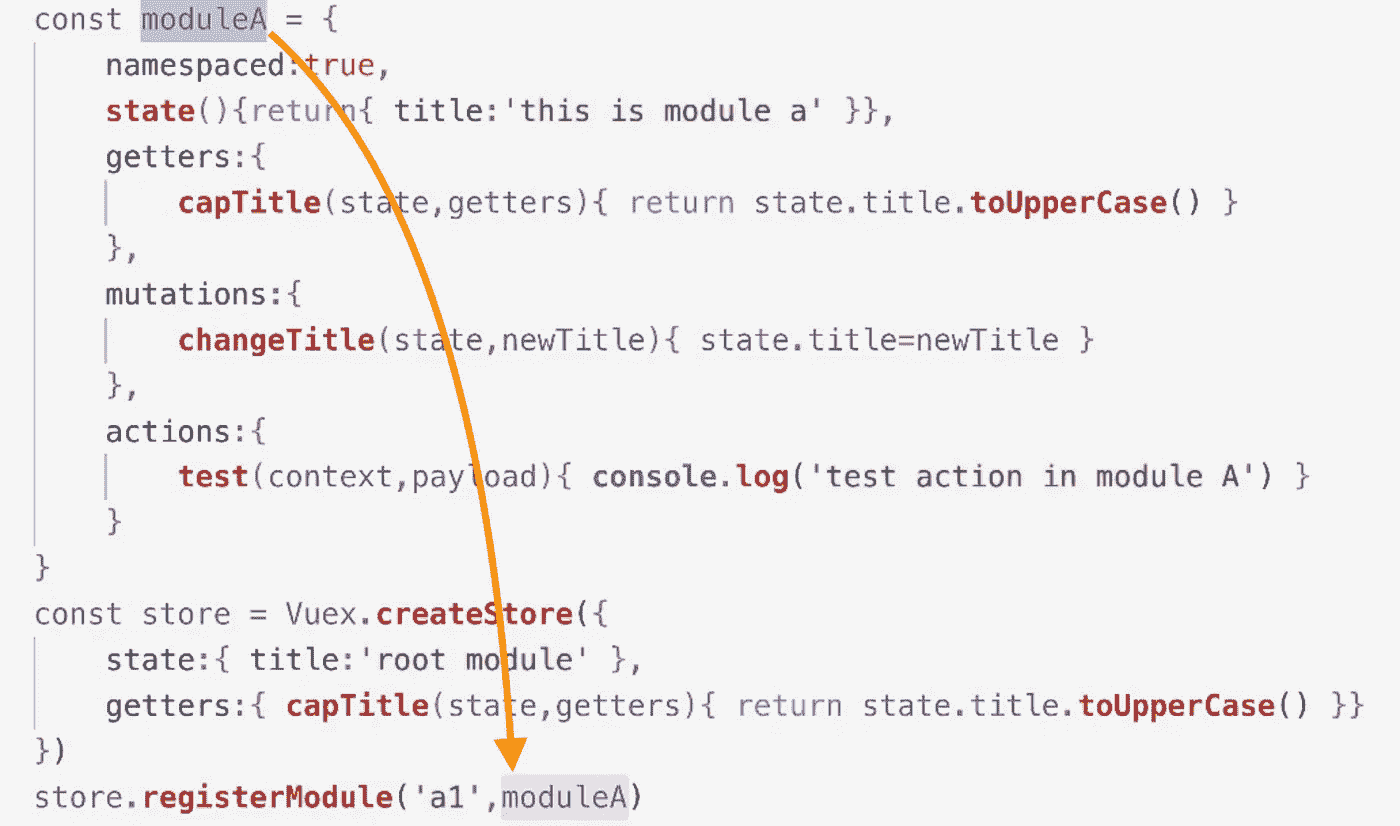 const moduleA = {
    namespaced:true,
    state(){return{ title:'this is module a' }},
    getters:{
        capTitle(state,getters){ return state.title.toUpperCase() }
    },
    mutations:{
        changeTitle(state,newTitle){ state.title=newTitle }
    },
    actions:{
        test(context,payload){ console.log('test action in module A') }
    }
}
const store = Vuex.createStore({
    state:{ title:'root module' },
    getters:{ capTitle(state,getters){ return state.title.toUpperCase() }}
})
store.registerModule('a1',moduleA)